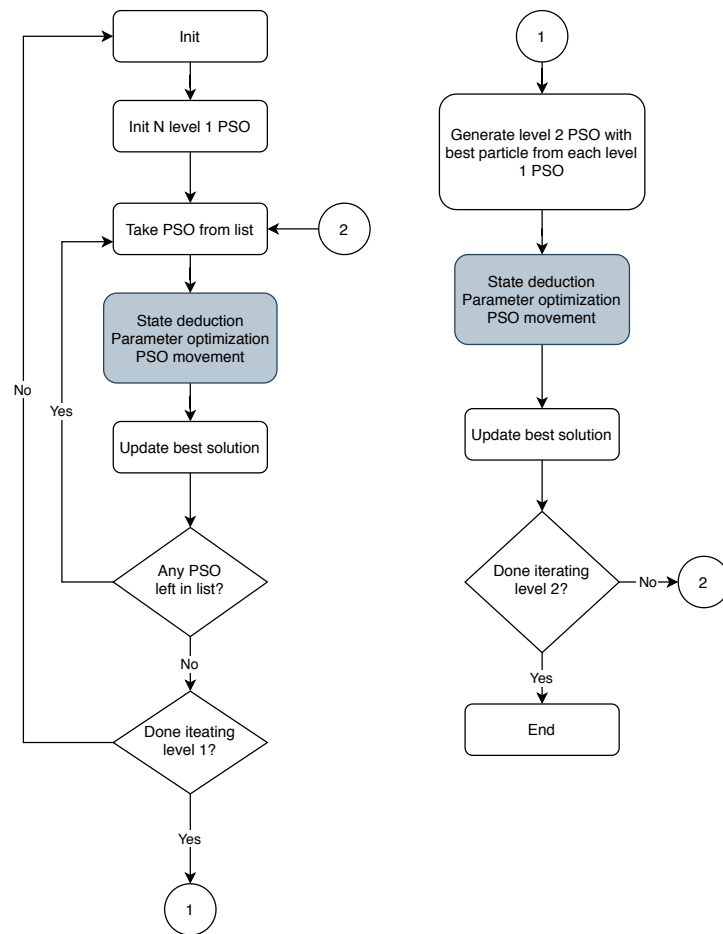 Init
Init N level 1 PSO
Take PSO from list
2
State deduction
Parameter optimization
PSO movement
No
Yes
Update best solution
Any PSO
left in list?
No
Done iteating
level 1?
Yes
1
1
Generate level 2 PSO with
best particle from each level
1 PSO
State deduction
Parameter optimization
PSO movement
Update best solution
Done iterating
level 2?
No
2
Yes
End